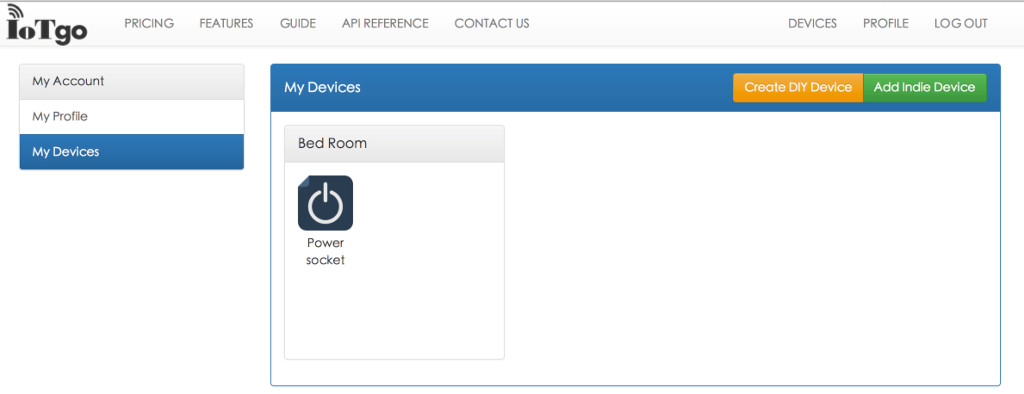 IoTgo
PRICING
FEATURES
GUIDE
API REFERENCE
CONTACT US
DEVICES
PROFILE
LOG OUT
My Account
My Profile
My Devices
My Devices
Create DIY Device
Add Indie Device
Bed Room
Power
socket